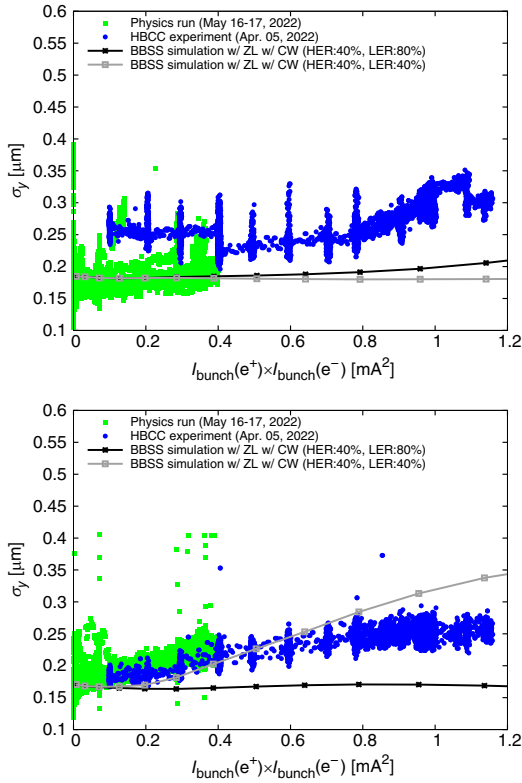 Physics run (May 16-17, 2022)
HBCC experiment (Apr. 05, 2022)
BBSS simulation w/ ZL w/ CW (HER:40%, LER:80%)
BBSS simulation w/ ZL w/ CW (HER:40%, LER:40%)
0.6
0.55
0.5
0.45
0.4
0.35
0.3
0.25
0.2
0.15
0.1
σy [μm]
0 0.2 0.4 0.6 0.8 1 1.2
Ibunch(e+)×Ibunch(e−) [mA2]
Physics run (May 16-17, 2022)
HBCC experiment (Apr. 05, 2022)
BBSS simulation w/ ZL w/ CW (HER:40%, LER:80%)
BBSS simulation w/ ZL w/ CW (HER:40%, LER:40%)
0.6
0.55
0.5
0.45
0.4
0.35
0.3
0.25
0.2
0.15
0.1
σy [μm]
0 0.2 0.4 0.6 0.8 1 1.2
Ibunch(e+)×Ibunch(e−) [mA2]